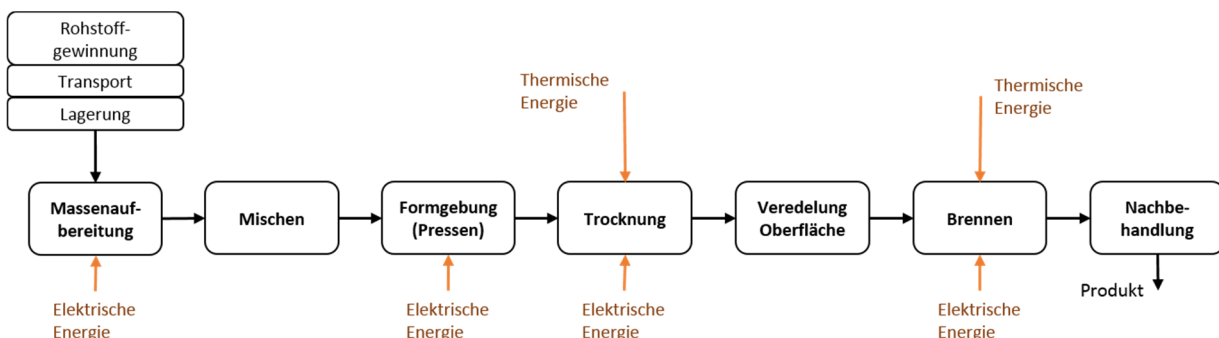 Rohstoff-
gewinnung
Transport
Lagerung
Thermische
Energie
Thermische
Energie
Massenauf-
bereitung
Mischen
Formgebung
(Pressen)
Trocknung
Veredelung
Oberfläche
Brennen
Nachbe-
handlung
Produkt
Elektrische
Energie
Elektrische
Energie
Elektrische
Energie
Elektrische
Energie